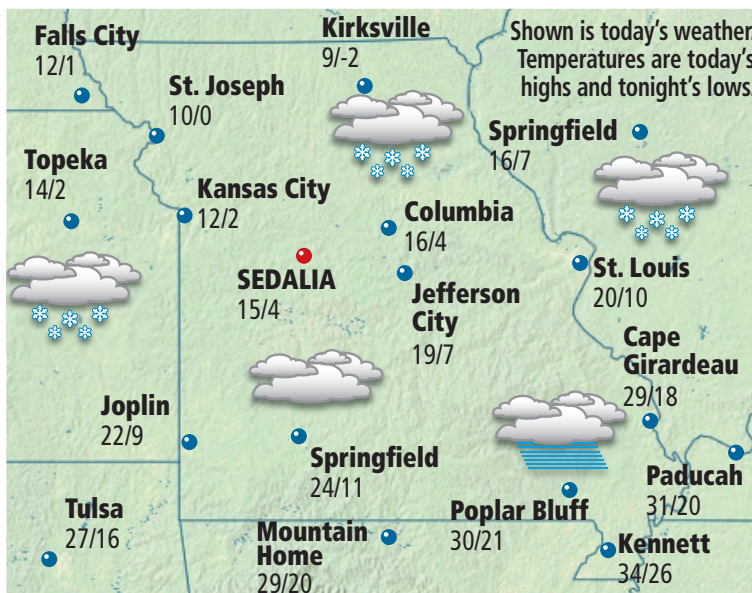 Falls City
12/1
Kirksville
9/-2
Shown is today's weather.
Temperatures are today's
highs and tonight's lows.
St. Joseph
10/0
Springfield
16/7
Topeka
14/2
Kansas City
12/2
Columbia
16/4
SEDALIA
15/4
Jefferson
City
19/7
St. Louis
20/10
Cape
Girardeau
29/18
Joplin
22/9
Springfield
24/11
Paducah
31/20
Tulsa
27/16
Mountain
Home
29/20
Poplar Bluff
30/21
Kennett
34/26